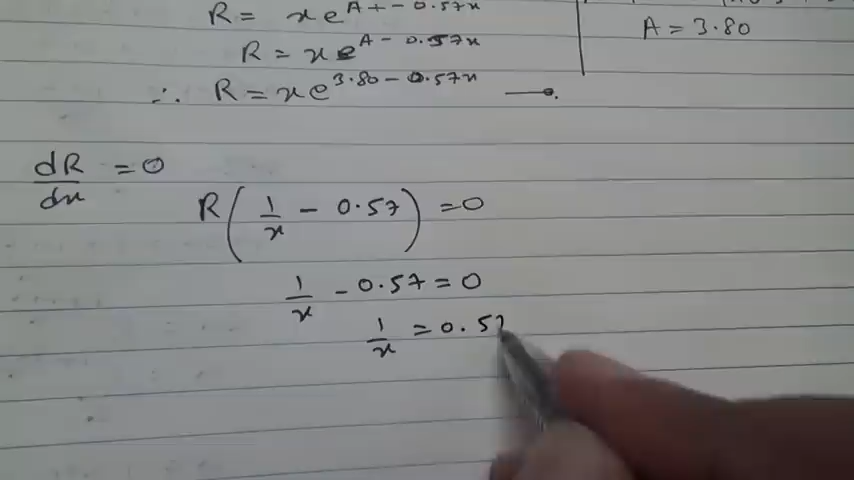 R = xe^{A + - 0.57x}
R = xe^{A - 0.57x}
∴ R = xe^{3.80 - 0.57x}
A = 3.80
dR/dx = 0
R(1/x - 0.57) = 0
1/x - 0.57 = 0
1/x = 0.57